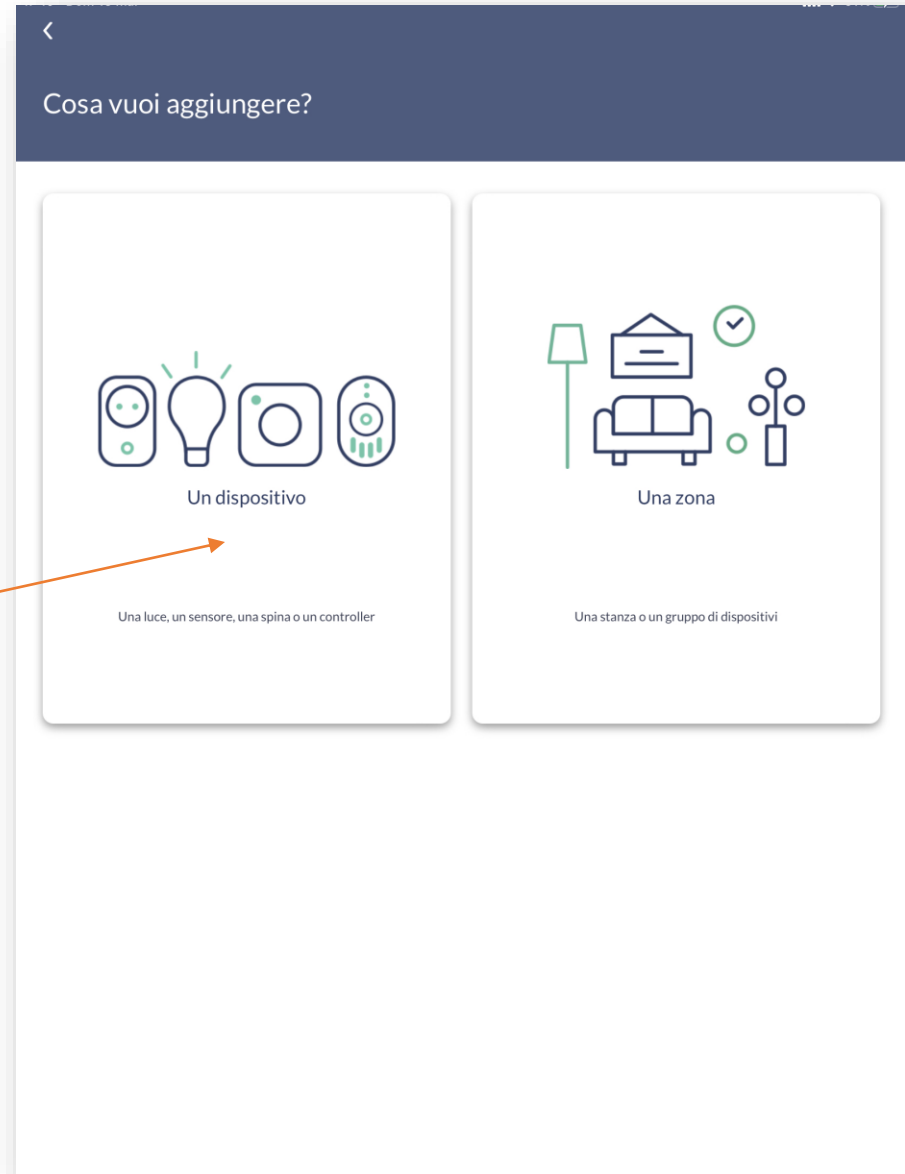 Cosa vuoi aggiungere?
Un dispositivo
Una luce, un sensore, una spina o un controller
Una zona
Una stanza o un gruppo di dispositivi